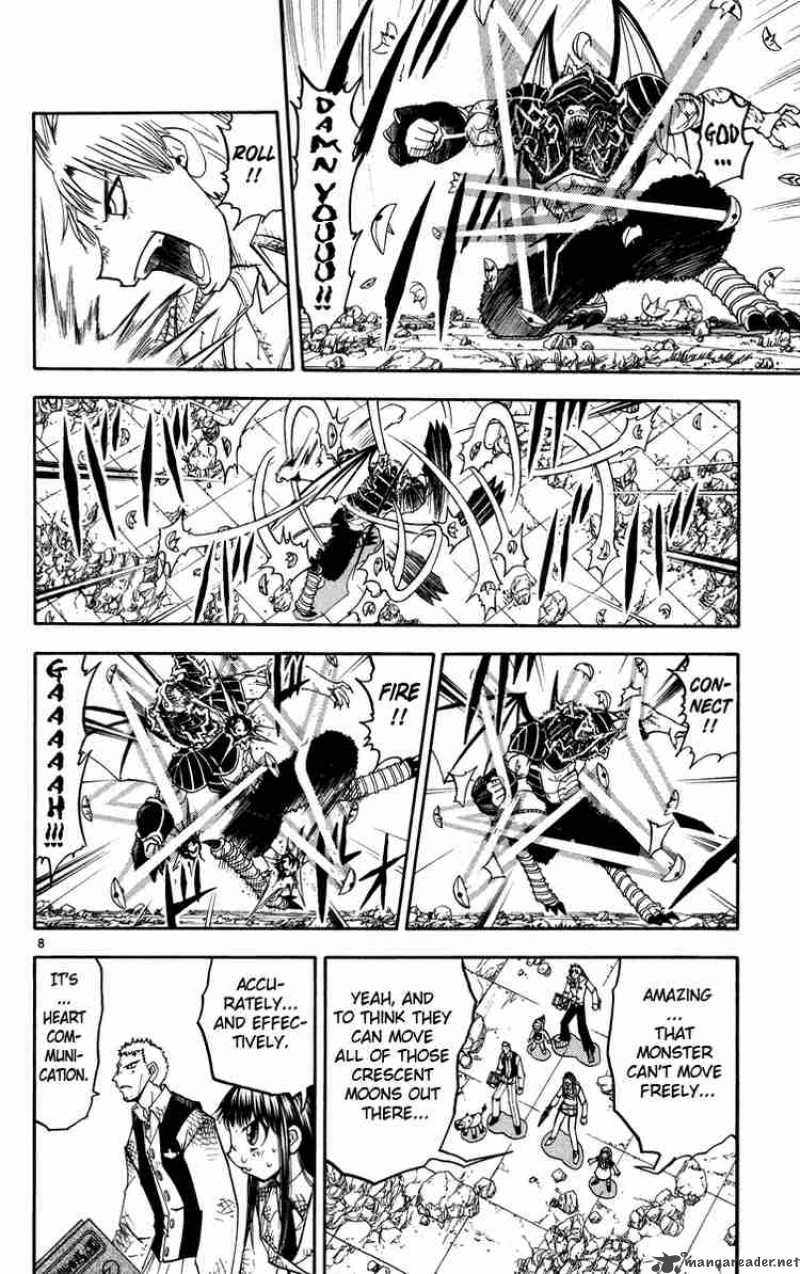 GOD
...
DAMN YOUUU!!
ROLL
!!
CON-
NECT
!!
FIRE
!!
GAAAAAAH!!!
8
AMAZING
...
THAT
MONSTER
CAN'T MOVE
FREELY...
YEAH, AND
TO THINK THEY
CAN MOVE
ALL OF THOSE
CRESCENT
MOONS OUT
THERE...
ACCU-
RATELY...
AND EFFEC-
TIVELY.
IT'S
...
HEART
COM-
MUNI-
CATION.
mangareader.net